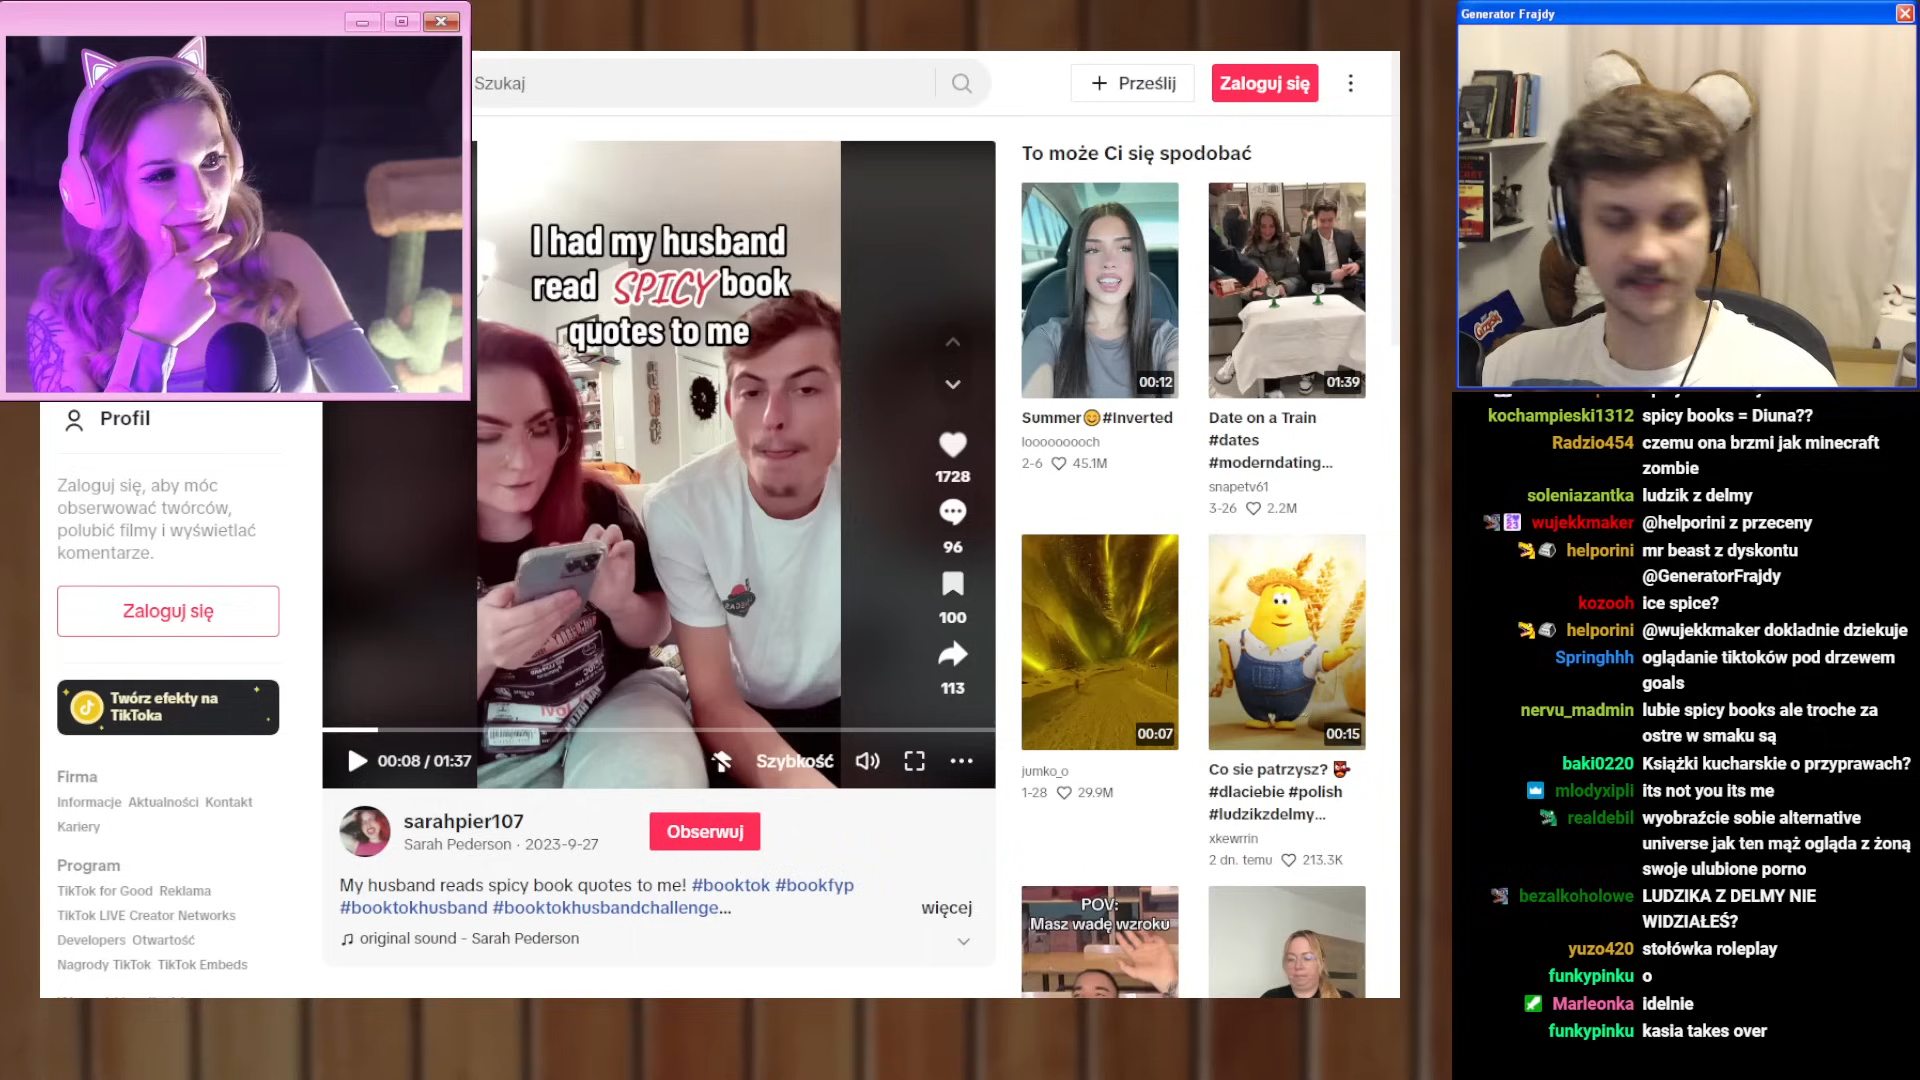 Generator Frajdy
Szukaj
Prześlij
Zaloguj się
I had my husband
read SPICY book
quotes to me
1728
96
100
113
00:08 / 01:37
Szybkość
Profil
Zaloguj się, aby móc
obserwować twórców,
polubić filmy i wyświetlać
komentarze.
Zaloguj się
Twórz efekty na
TikToka
Firma
Informacje Aktualności Kontakt
Kariery
Program
TikTok for Good Reklama
TikTok LIVE Creator Networks
Developers Otwartość
Nagrody TikTok TikTok Embeds
sarahpier107
Sarah Pederson · 2023-9-27
Obserwuj
My husband reads spicy book quotes to me! #booktok #bookfyp
#booktokhusband #booktokhusbandchallenge...
więcej
original sound - Sarah Pederson
To może Ci się spodobać
00:12
Summer😊#Inverted
looooooooch
2-6 45.1M
01:39
Date on a Train
#dates
#moderndating...
snapetv61
3-26 2.2M
00:07
jumko_o
1-28 29.9M
00:15
Co sie patrzysz? 👺
#dlaciebie #polish
#ludzikzdelmy...
xkewrrin
2 dn. temu 213.3K
POV:
Masz wadę wzroku
kochampieski1312 spicy books = Diuna??
Radzio454 czemu ona brzmi jak minecraft
zombie
soleniazantka ludzik z delmy
wujekkmaker @helporini z przeceny
helporini mr beast z dyskontu
@GeneratorFrajdy
kozooh ice spice?
helporini @wujekkmaker dokladnie dziekuje
Springhhh oglądanie tiktoków pod drzewem
goals
nervu_madmin lubie spicy books ale troche za
ostre w smaku są
baki0220 Książki kucharskie o przyprawach?
mlodyxipli its not you its me
realdebil wyobraźcie sobie alternative
universe jak ten mąż ogląda z żoną
swoje ulubione porno
bezalkoholowe LUDZIKA Z DELMY NIE
WIDZIAŁEŚ?
yuzo420 stołówka roleplay
funkypinku o
Marleonka idelnie
funkypinku kasia takes over